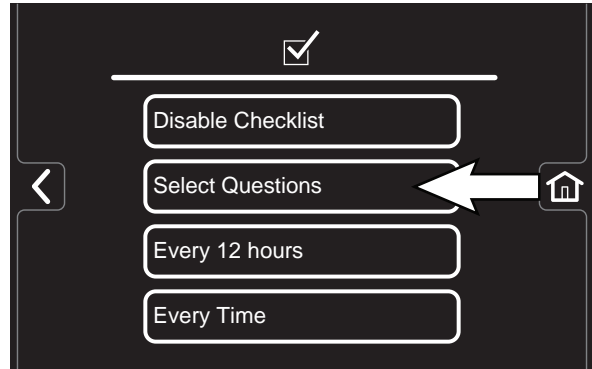 Disable Checklist
Select Questions
Every 12 hours
Every Time